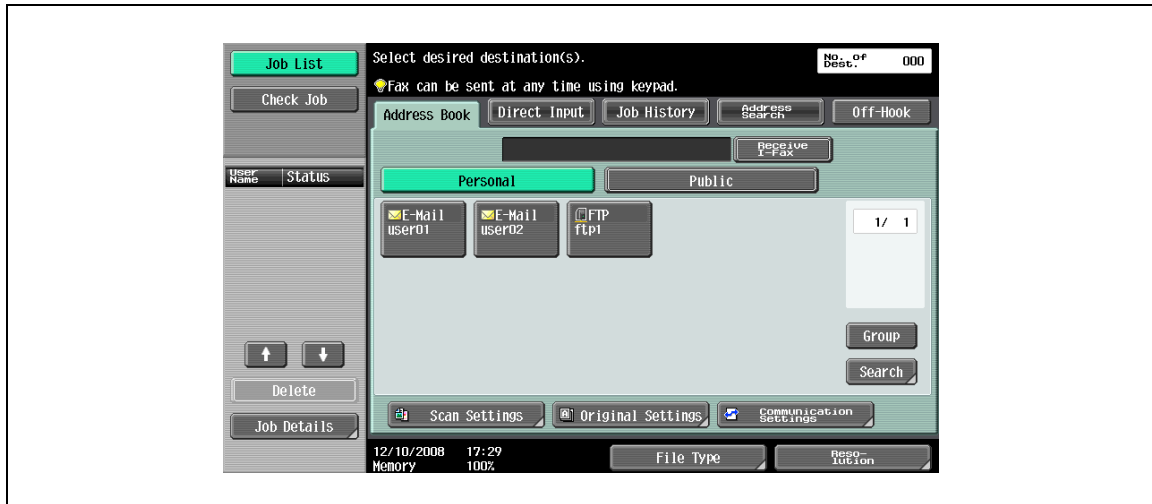 Job List
Check Job
User Name
Status
Delete
Job Details
Select desired destination(s).
No. of Dest.
000
Fax can be sent at any time using keypad.
Address Book
Direct Input
Job History
Address Search
Off-Hook
Receive I-Fax
Personal
Public
E-Mail
user01
E-Mail
user02
FTP
ftp1
1/ 1
Group
Search
Scan Settings
Original Settings
Communication Settings
12/10/2008 17:29
Memory 100%
File Type
Reso-
lution